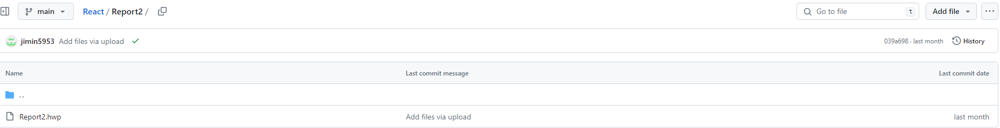 main React / Report2 / Go to file t Add file
jimin5953 Add files via upload 039a698 · last month History
Name Last commit message Last commit date
..
Report2.hwp Add files via upload last month